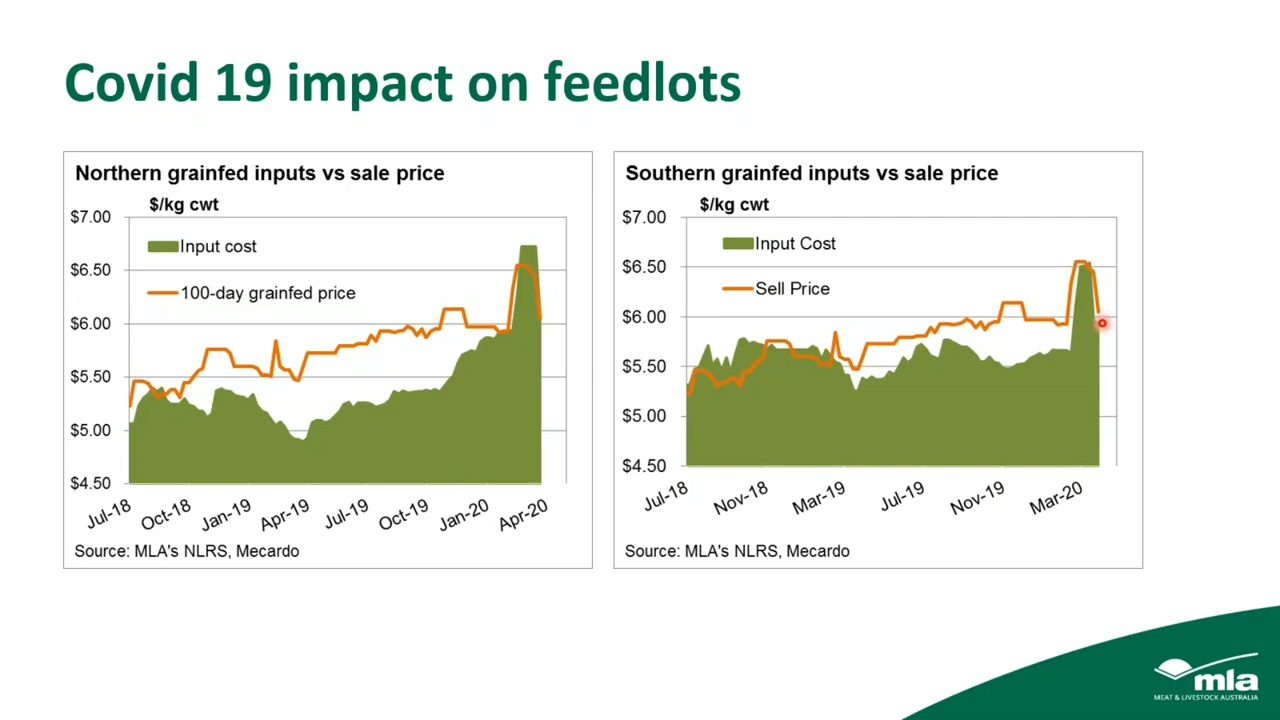 Covid 19 impact on feedlots
Northern grainfed inputs vs sale price
$/kg cwt
$7.00
$6.50
$6.00
$5.50
$5.00
$4.50
Input cost
100-day grainfed price
Jul-18
Oct-18
Jan-19
Apr-19
Jul-19
Oct-19
Jan-20
Apr-20
Source: MLA's NLRS, Mecardo
Southern grainfed inputs vs sale price
$/kg cwt
$7.00
$6.50
$6.00
$5.50
$5.00
$4.50
Input Cost
Sell Price
Jul-18
Nov-18
Mar-19
Jul-19
Nov-19
Mar-20
Source: MLA's NLRS, Mecardo
mla
MEAT & LIVESTOCK AUSTRALIA